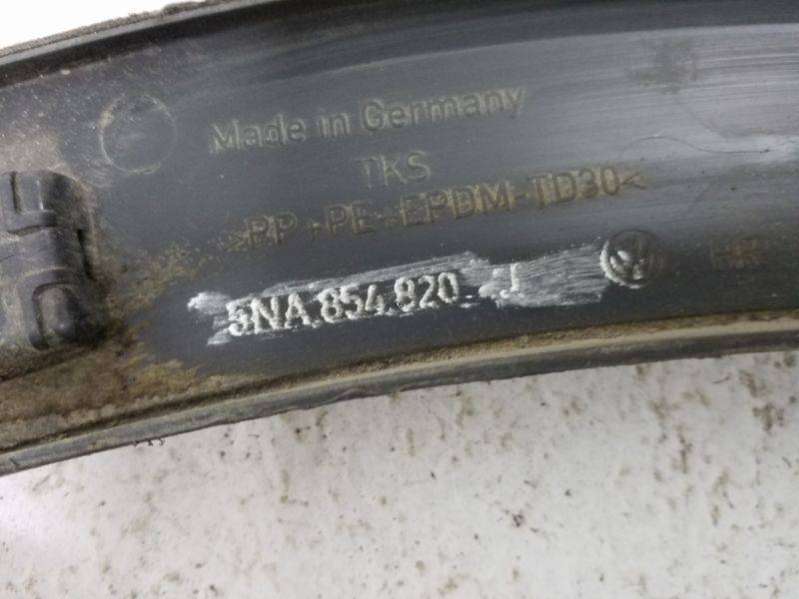 Made in Germany
TKS
>PP+PE+EPDM-TD30<
5NA.854.820. J